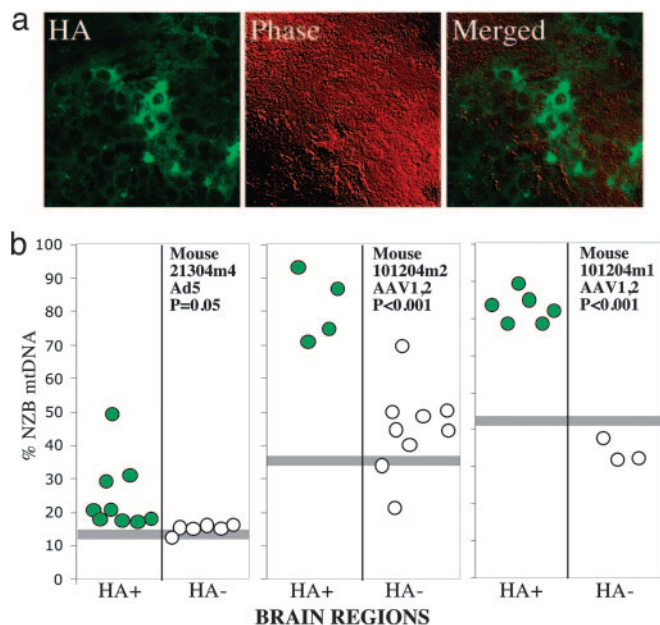 a
HA
Phase
Merged
b
% NZB mtDNA
100
90
80
70
60
50
40
30
20
10
0
Mouse
21304m4
Ad5
P=0.05
Mouse
101204m2
AAV1,2
P<0.001
Mouse
101204m1
AAV1,2
P<0.001
HA+ HA- HA+ HA- HA+ HA-
BRAIN REGIONS